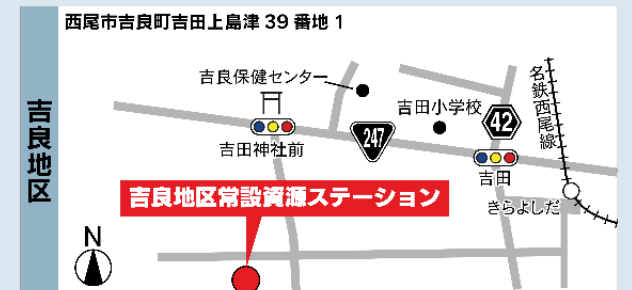 西尾市吉良町吉田上島津 39 番地 1
吉良地区
吉良保健センター
吉田小学校
名鉄西尾線
42
247
吉田神社前
吉田
きらよしだ
吉良地区常設資源ステーション
N